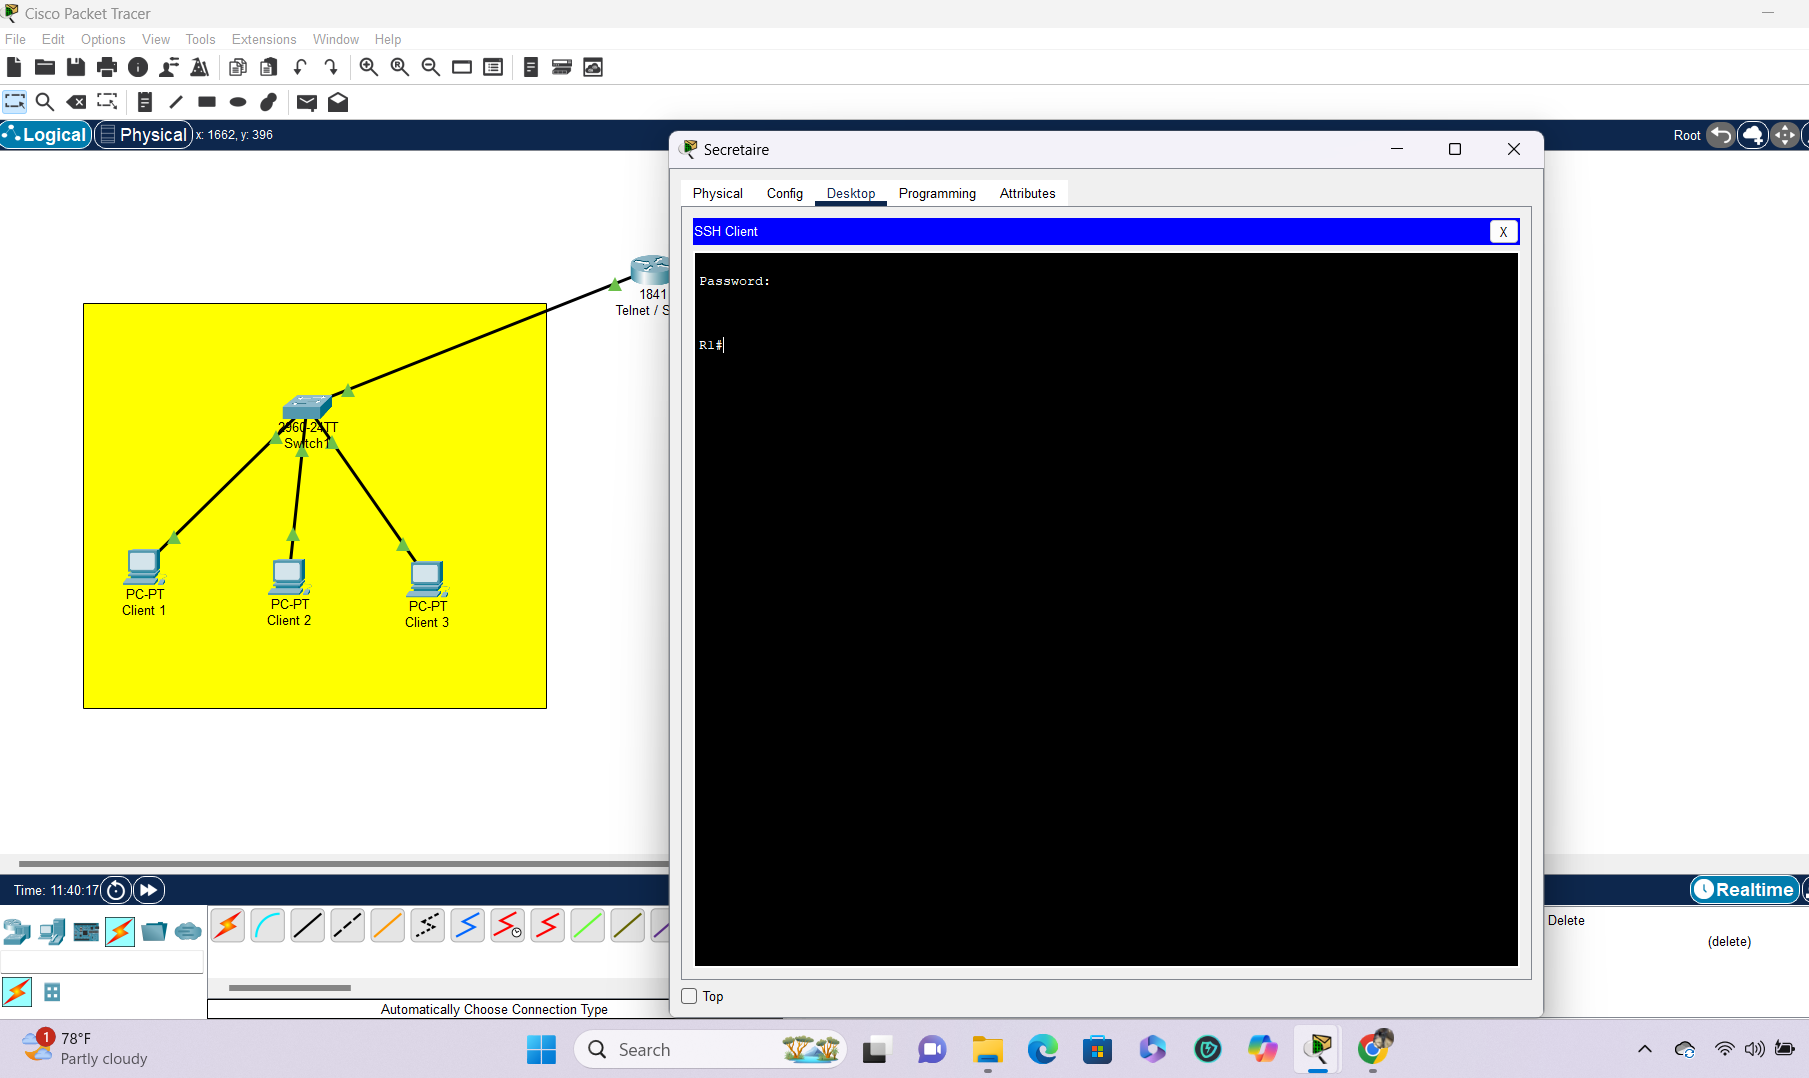 Cisco Packet Tracer
File Edit Options View Tools Extensions Window Help
Logical Physical x: 1662, y: 396
Root
Secretaire
Physical Config Desktop Programming Attributes
SSH Client
X
Password:
R1#
1841
Telnet / S
2960-24TT
Switch1
PC-PT
Client 1
PC-PT
Client 2
PC-PT
Client 3
Time: 11:40:17
Realtime
Delete
(delete)
Top
Automatically Choose Connection Type
1
78°F
Partly cloudy
Search